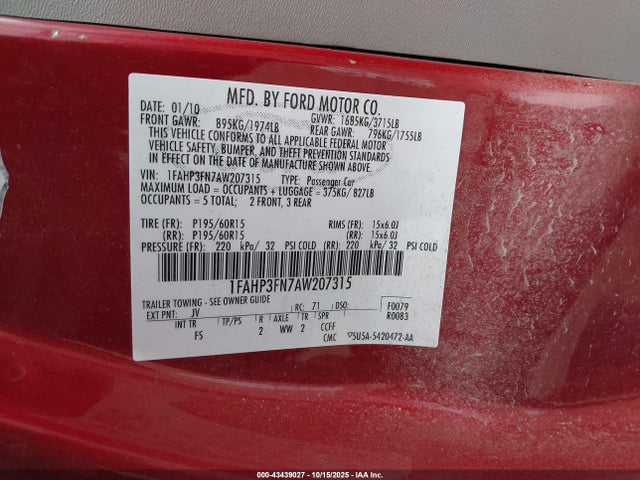 MFD. BY FORD MOTOR CO.
DATE: 01/10 GVWR: 1685KG/3715LB
FRONT GAWR: 895KG/1974LB REAR GAWR: 796KG/1755LB
THIS VEHICLE CONFORMS TO ALL APPLICABLE FEDERAL MOTOR
VEHICLE SAFETY, BUMPER, AND THEFT PREVENTION STANDARDS
IN EFFECT ON THE DATE OF MANUFACTURE SHOWN ABOVE.
VIN: 1FAHP3FN7AW207315 TYPE: Passenger Car
MAXIMUM LOAD = OCCUPANTS + LUGGAGE = 375KG/ 827LB
OCCUPANTS = 5 TOTAL; 2 FRONT, 3 REAR
TIRE (FR): P195/60R15 RIMS (FR): 15x6.0J
(RR): P195/60R15 (RR): 15x6.0J
PRESSURE (FR): 220 kPa/ 32 PSI COLD (RR): 220 kPa/ 32 PSI COLD
1FAHP3FN7AW207315
TRAILER TOWING - SEE OWNER GUIDE
EXT PNT: JV RC: 71 DSO: F0079
R0083
INT TR TP/PS R AXLE TR SPR
FS 2 WW 2 CCFF
CMC 5U5A-5420472-AA
000-43439027 - 10/15/2025 - IAAI.com